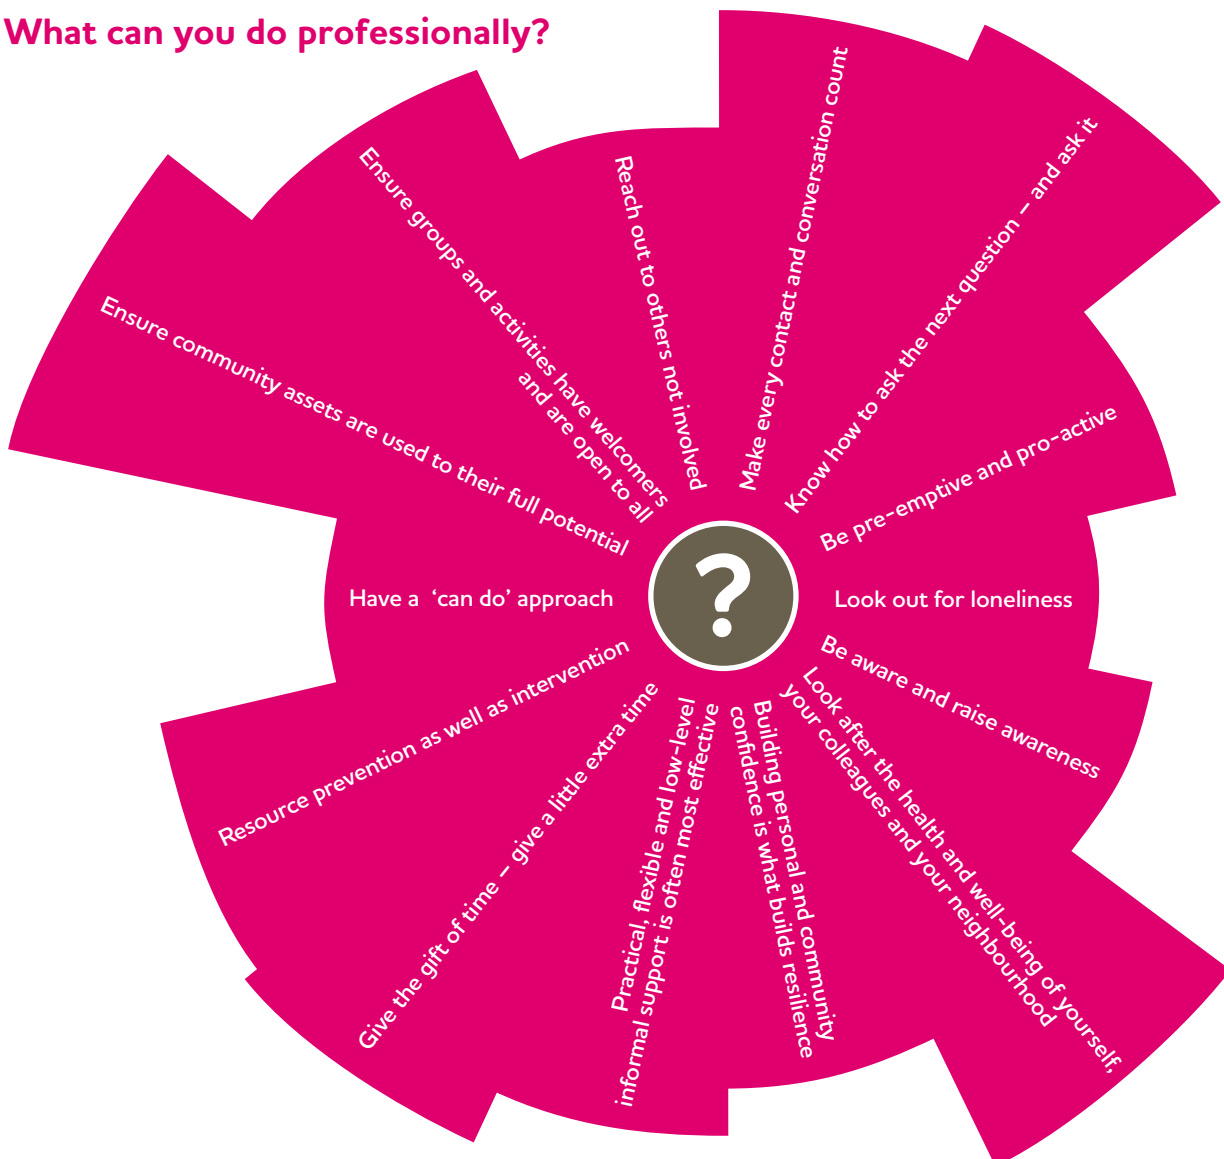 What can you do professionally?
Make every contact and conversation count
Know how to ask the next question – and ask it
Be pre-emptive and pro-active
Look out for loneliness
Be aware and raise awareness
Look after the health and well-being of yourself,
your colleagues and your neighbourhood
Building personal and community
confidence is what builds resilience
Practical, flexible and low-level
informal support is often most effective
Give the gift of time – give a little extra time
Resource prevention as well as intervention
Have a ‘can do’ approach
Ensure community assets are used to their full potential
Ensure groups and activities have welcomers
and are open to all
Reach out to others not involved
?